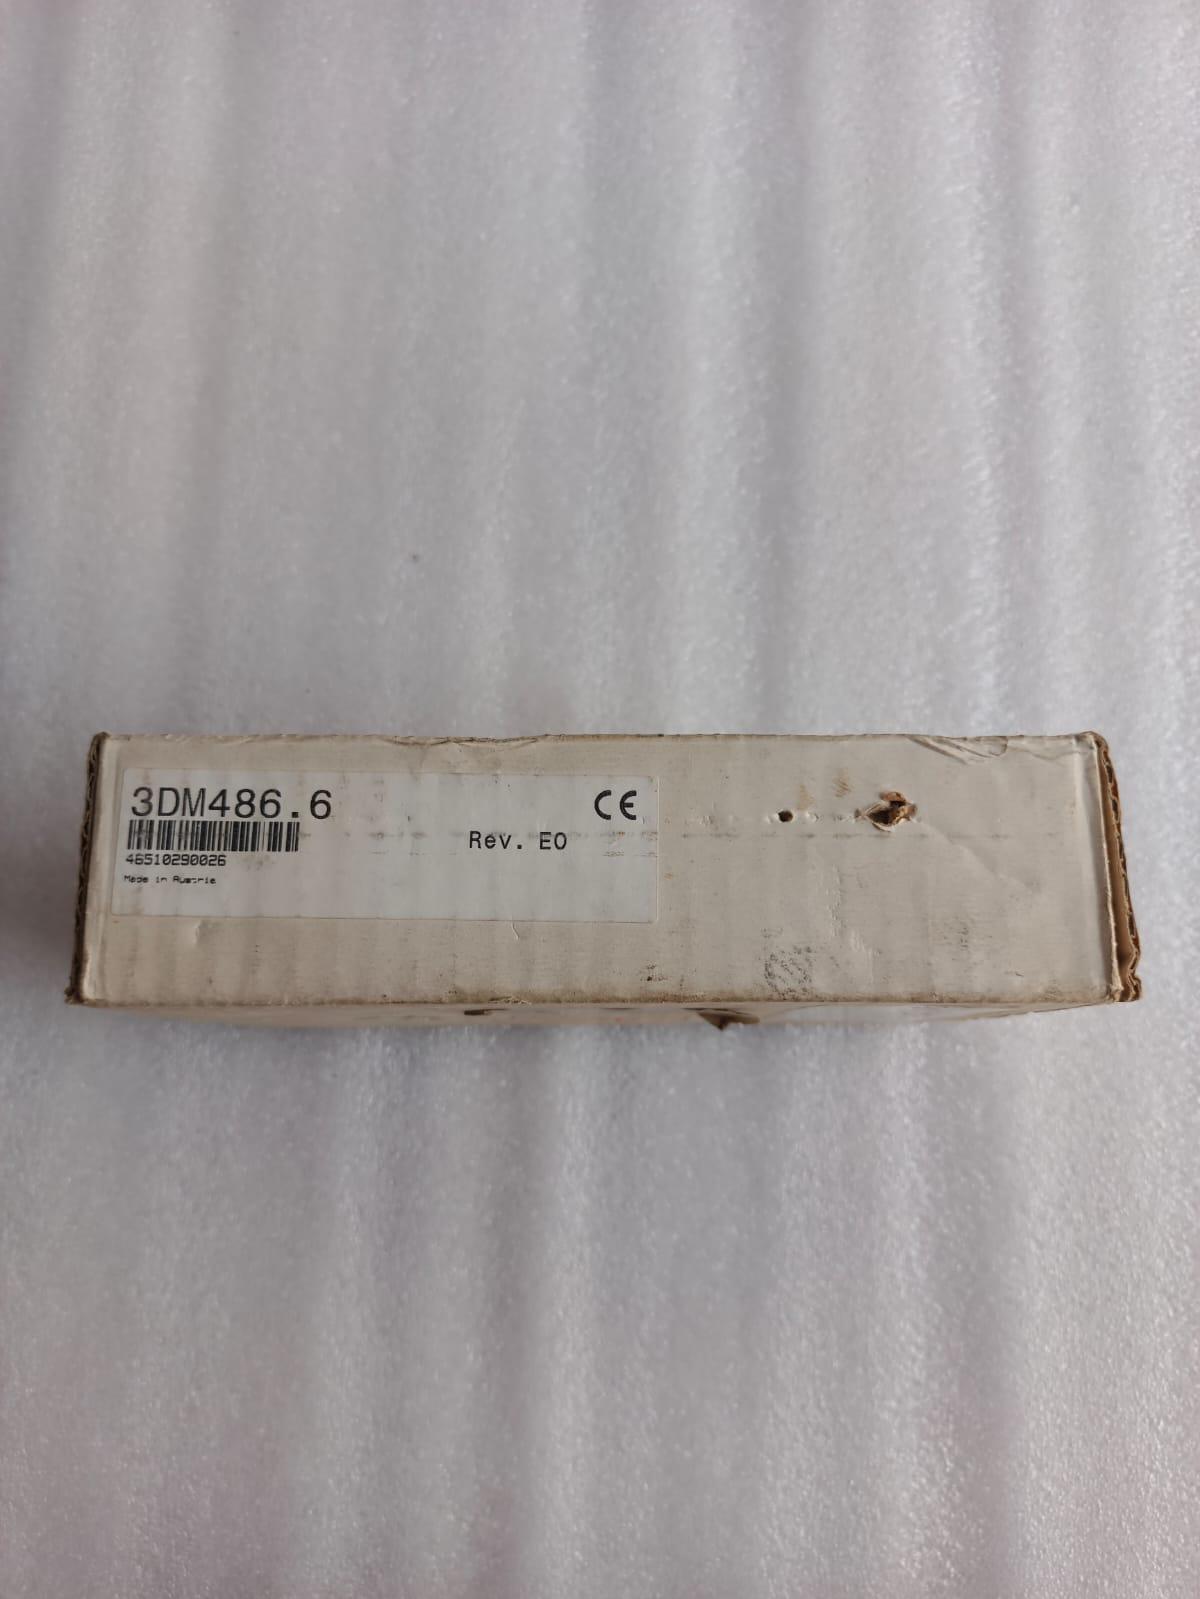 3DM486.6
CE
Rev. E0
46510290026
Made in Austria